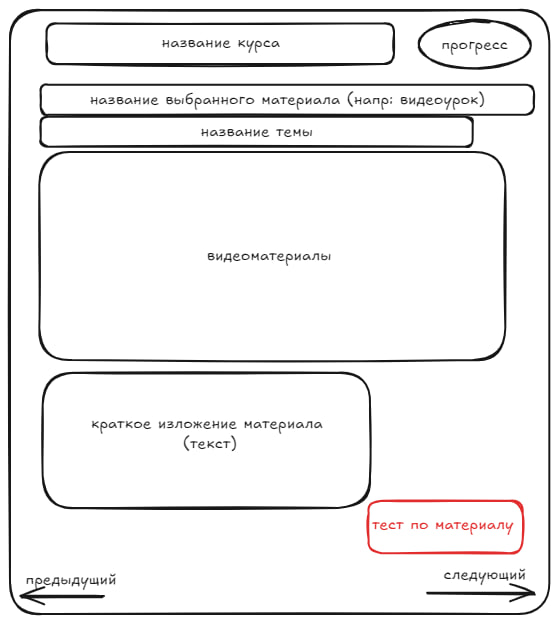 название курса
прогресс
название выбранного материала (напр: видеоурок)
название темы
видеоматериалы
краткое изложение материала
(текст)
тест по материалу
предыдущий
следующий